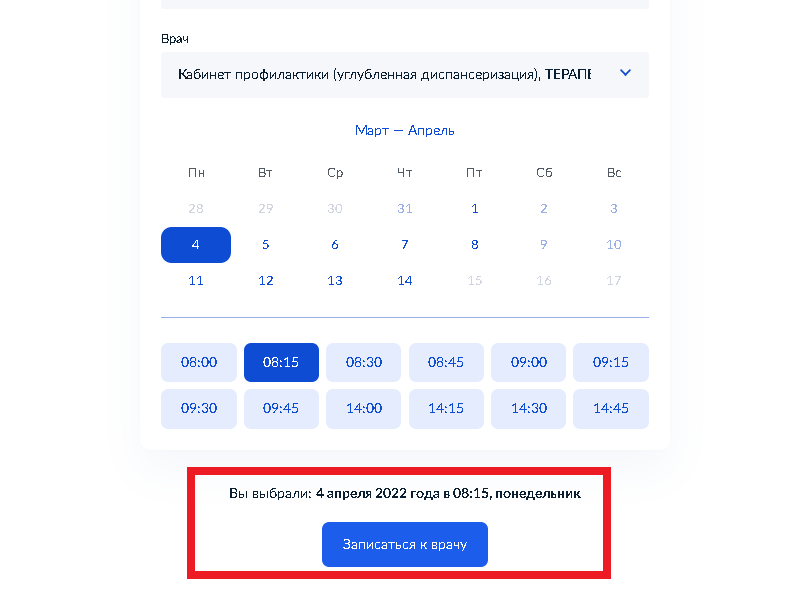 Врач
Кабинет профилактики (углубленная диспансеризация), ТЕРАПЕ
Март — Апрель
Пн Вт Ср Чт Пт Сб Вс
28 29 30 31 1 2 3
4 5 6 7 8 9 10
11 12 13 14 15 16 17
08:00 08:15 08:30 08:45 09:00 09:15
09:30 09:45 14:00 14:15 14:30 14:45
Вы выбрали: 4 апреля 2022 года в 08:15, понедельник
Записаться к врачу